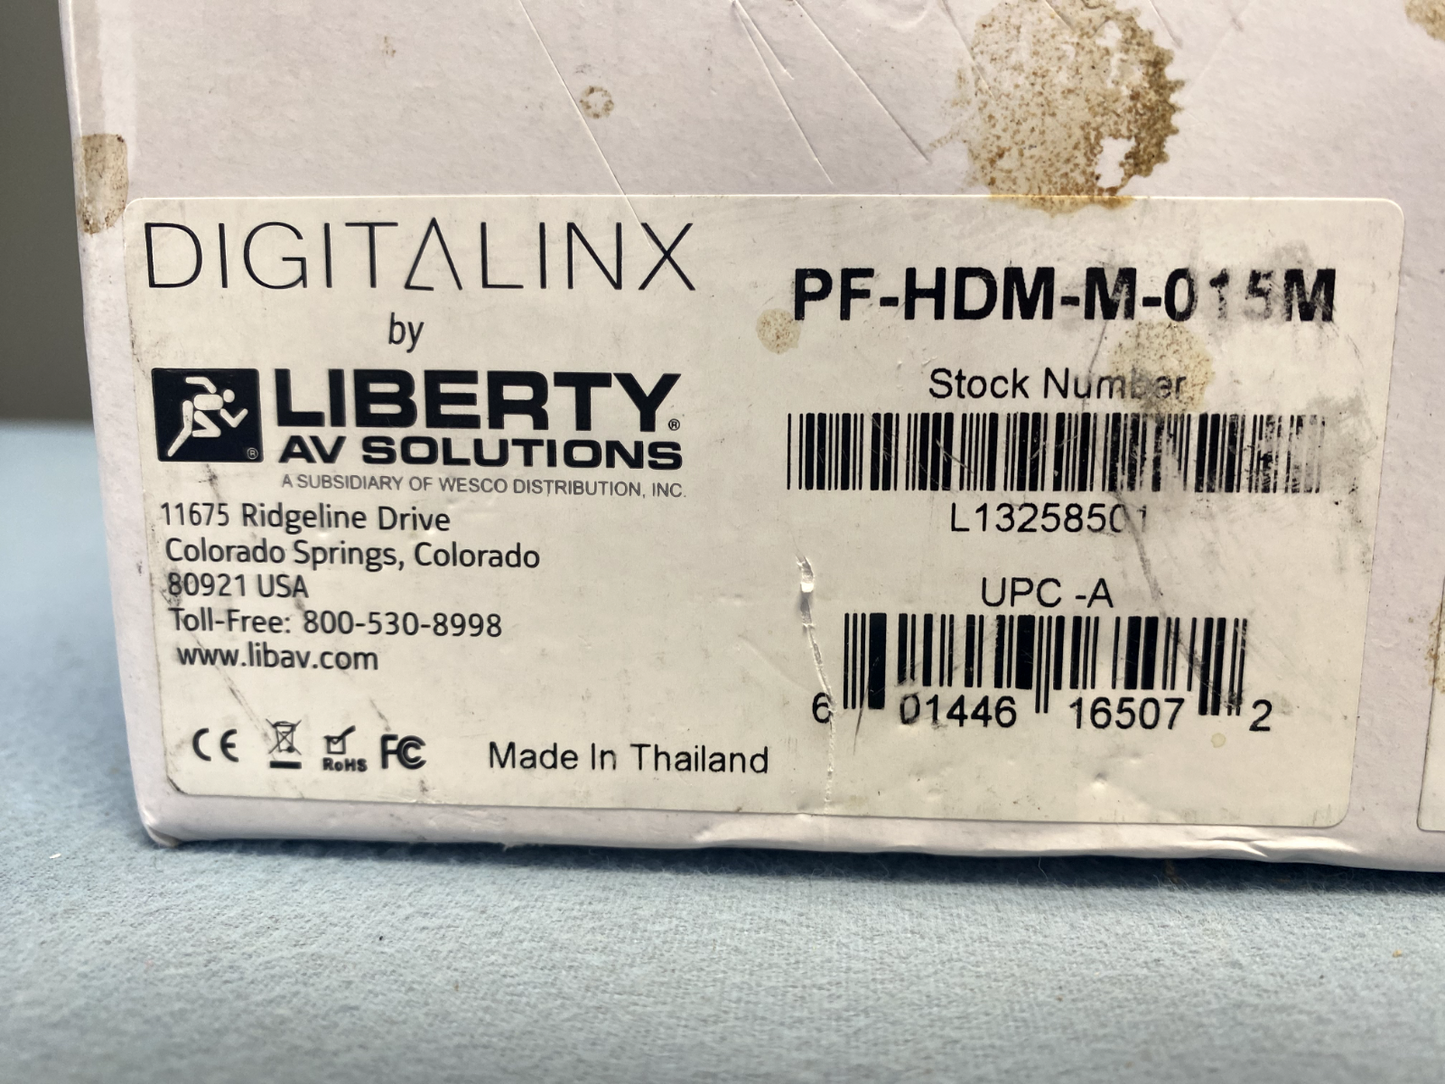 DIGITALINX
by
LIBERTY®
AV SOLUTIONS
®
A SUBSIDIARY OF WESCO DISTRIBUTION, INC.
11675 Ridgeline Drive
Colorado Springs, Colorado
80921 USA
Toll-Free: 800-530-8998
www.libav.com
CE RoHS FC
Made In Thailand
PF-HDM-M-015M
Stock Number
L13258501
UPC -A
6 01446 16507 2